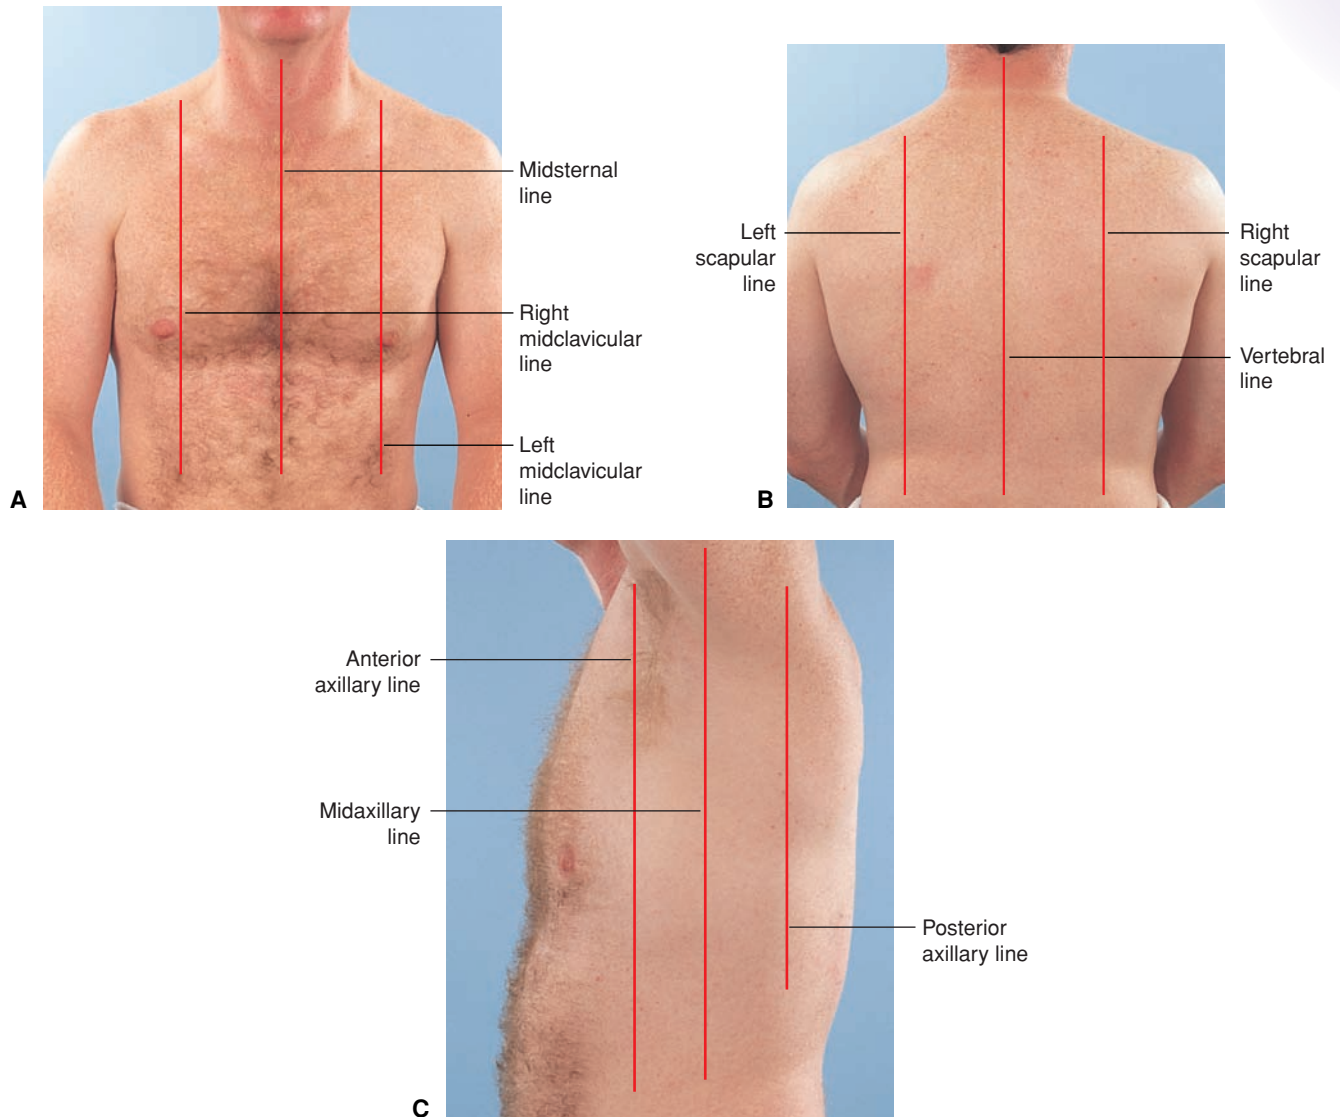 Midsternal
line
Right
midclavicular
line
Left
midclavicular
line
A
Left
scapular
line
Right
scapular
line
Vertebral
line
B
Anterior
axillary line
Midaxillary
line
Posterior
axillary line
C